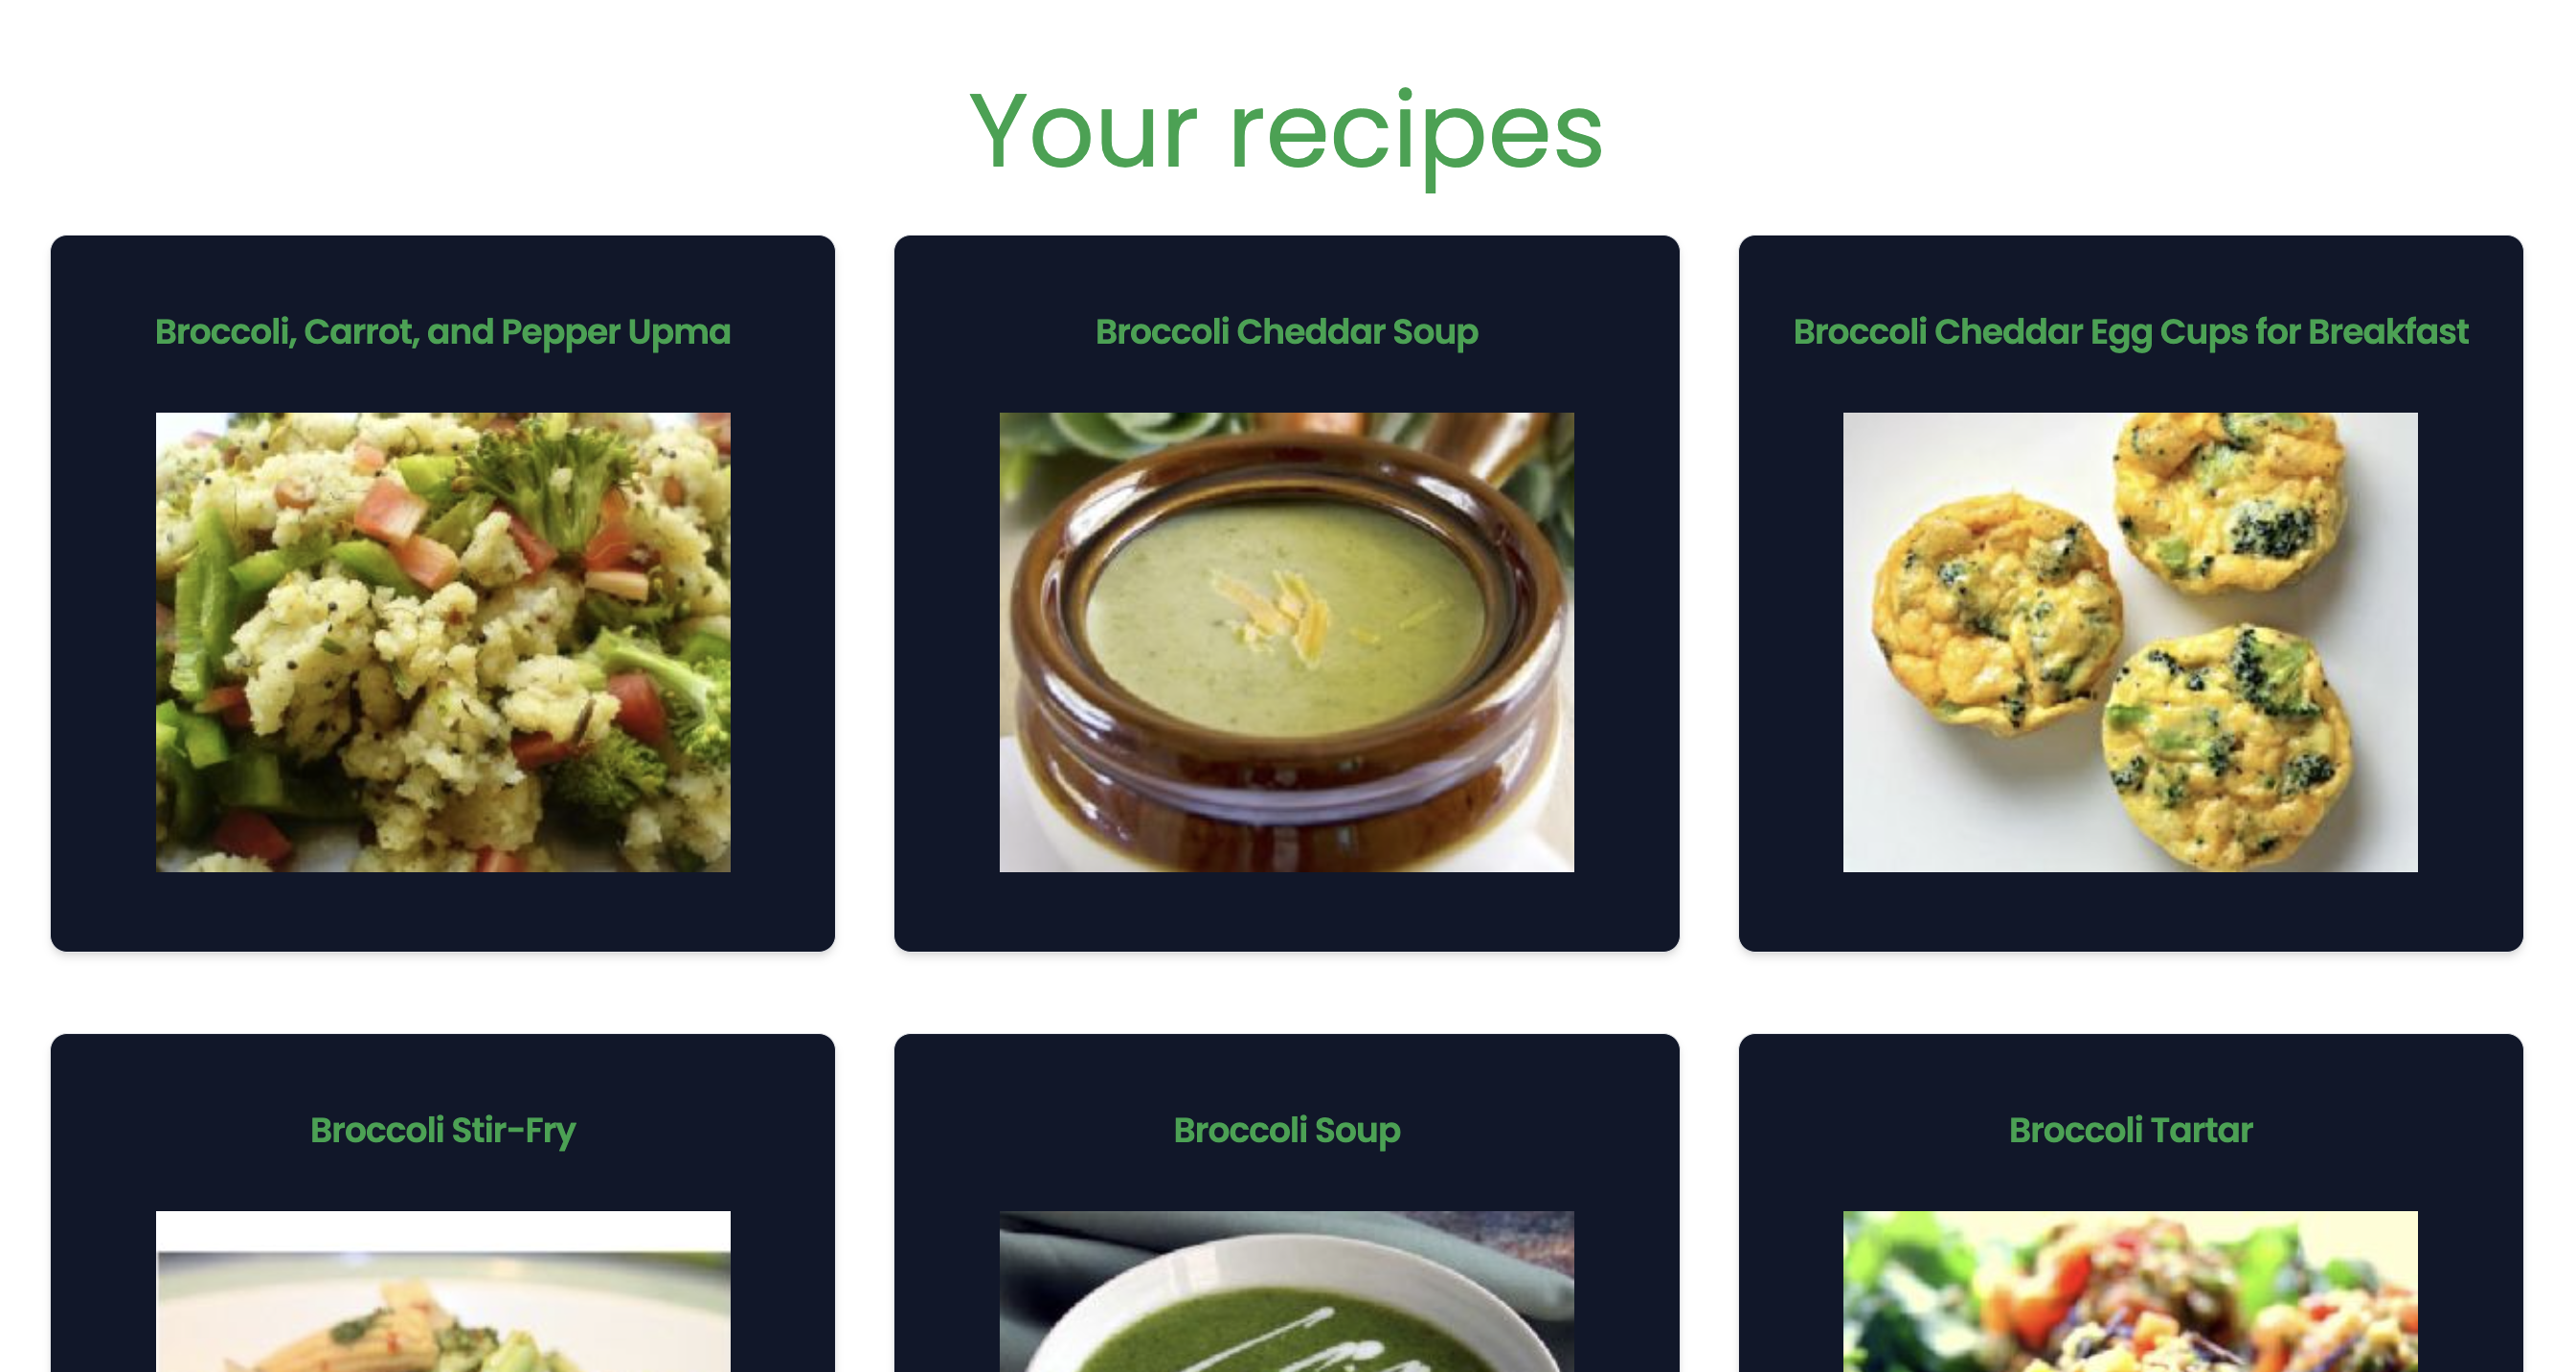 Your recipes
Broccoli, Carrot, and Pepper Upma
Broccoli Cheddar Soup
Broccoli Cheddar Egg Cups for Breakfast
Broccoli Stir-Fry
Broccoli Soup
Broccoli Tartar